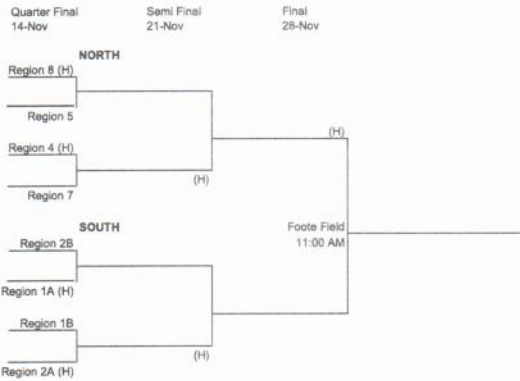 Quarter Final Semi Final Final
14-Nov 21-Nov 28-Nov
NORTH
Region 8 (H)
Region 5
(H)
Region 4 (H)
(H)
Region 7
SOUTH
Foote Field
11:00 AM
Region 2B
Region 1A (H)
Region 1B
(H)
Region 2A (H)